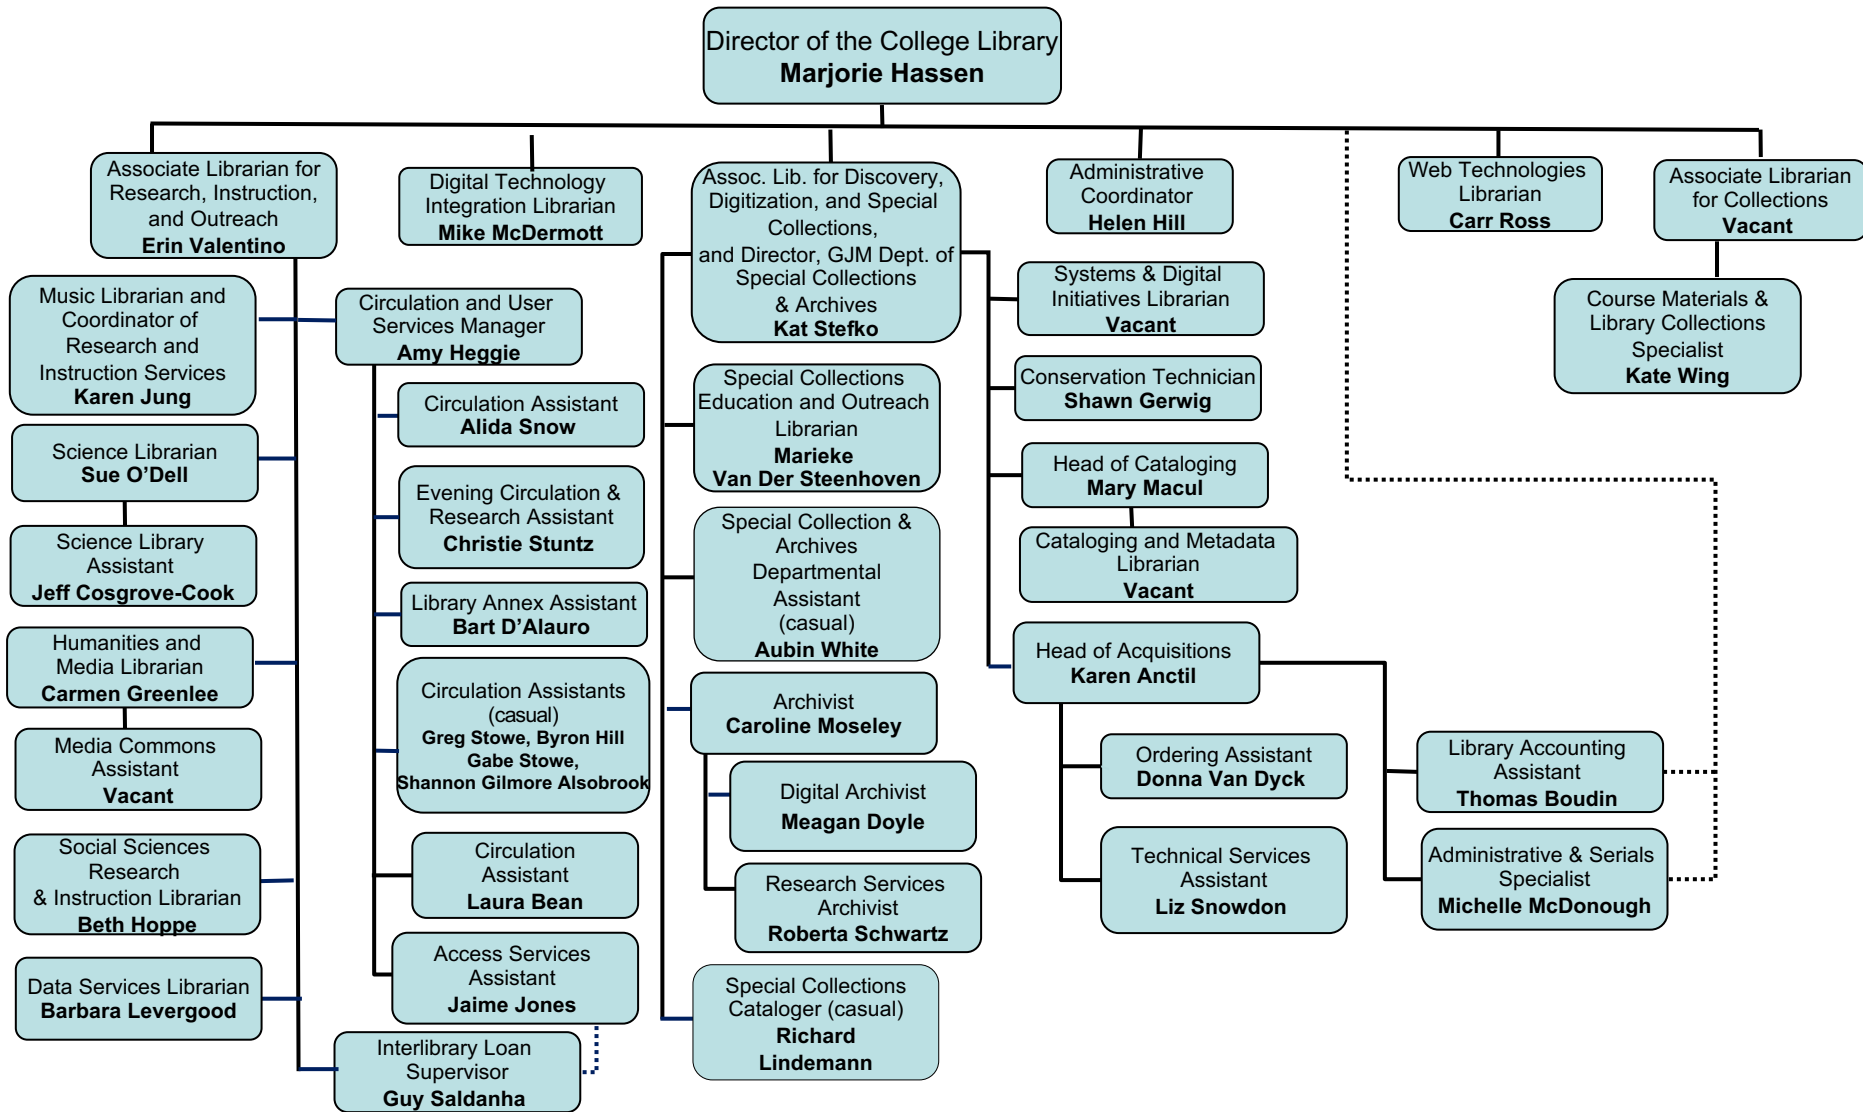 Director of the College Library
Marjorie Hassen
Associate Librarian for
Research, Instruction,
and Outreach
Erin Valentino
Digital Technology
Integration Librarian
Mike McDermott
Assoc. Lib. for Discovery,
Digitization, and Special
Collections,
and Director, GJM Dept. of
Special Collections
& Archives
Kat Stefko
Administrative
Coordinator
Helen Hill
Web Technologies
Librarian
Carr Ross
Associate Librarian
for Collections
Vacant
Music Librarian and
Coordinator of
Research and
Instruction Services
Karen Jung
Science Librarian
Sue O’Dell
Science Library
Assistant
Jeff Cosgrove-Cook
Humanities and
Media Librarian
Carmen Greenlee
Media Commons
Assistant
Vacant
Social Sciences
Research
& Instruction Librarian
Beth Hoppe
Data Services Librarian
Barbara Levergood
Circulation and User
Services Manager
Amy Heggie
Circulation Assistant
Alida Snow
Evening Circulation &
Research Assistant
Christie Stuntz
Library Annex Assistant
Bart D’Alauro
Circulation Assistants
(casual)
Greg Stowe, Byron Hill
Gabe Stowe,
Shannon Gilmore Alsobrook
Circulation
Assistant
Laura Bean
Access Services
Assistant
Jaime Jones
Interlibrary Loan
Supervisor
Guy Saldanha
Special Collections
Education and Outreach
Librarian
Marieke
Van Der Steenhoven
Special Collection &
Archives
Departmental
Assistant
(casual)
Aubin White
Archivist
Caroline Moseley
Digital Archivist
Meagan Doyle
Research Services
Archivist
Roberta Schwartz
Special Collections
Cataloger (casual)
Richard
Lindemann
Systems & Digital
Initiatives Librarian
Vacant
Conservation Technician
Shawn Gerwig
Head of Cataloging
Mary Macul
Cataloging and Metadata
Librarian
Vacant
Head of Acquisitions
Karen Anctil
Ordering Assistant
Donna Van Dyck
Technical Services
Assistant
Liz Snowdon
Library Accounting
Assistant
Thomas Boudin
Administrative & Serials
Specialist
Michelle McDonough
Course Materials &
Library Collections
Specialist
Kate Wing